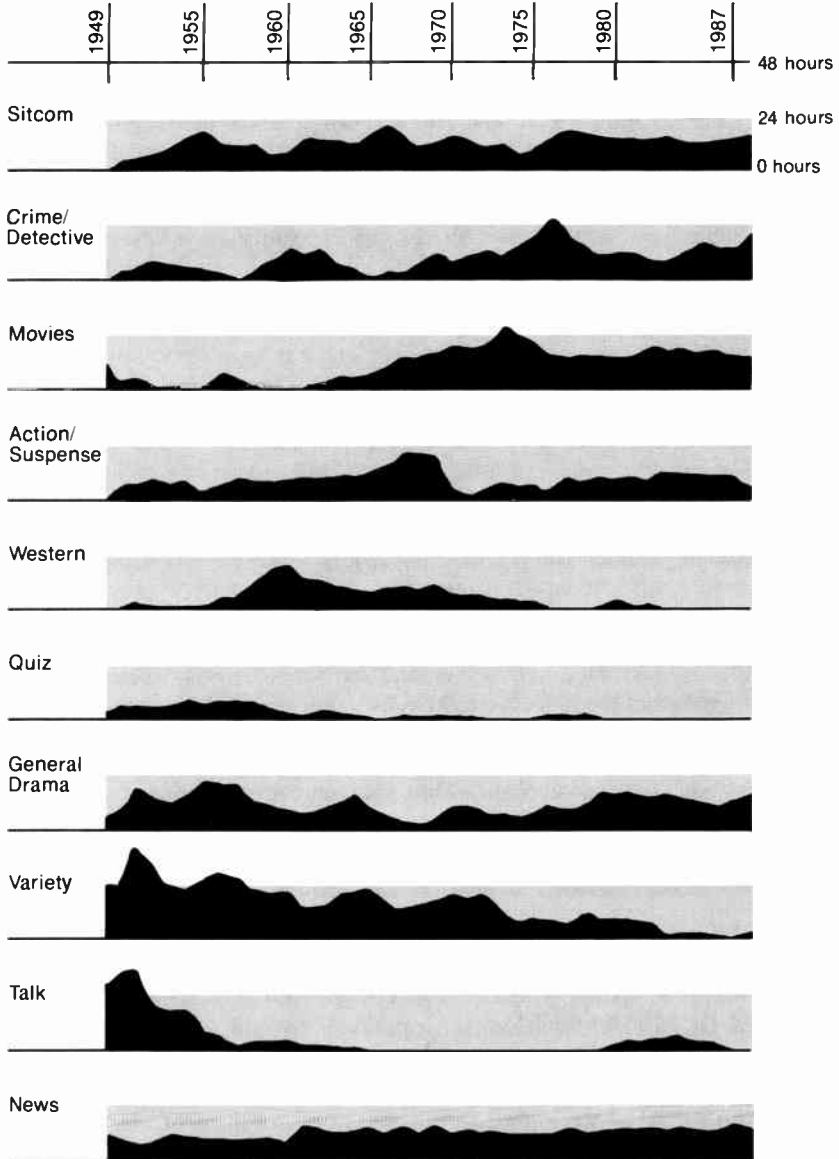 1949
1955
1960
1965
1970
1975
1980
1987
48 hours
Sitcom
24 hours
0 hours
Crime/
Detective
Movies
Action/
Suspense
Western
Quiz
General
Drama
Variety
Talk
News